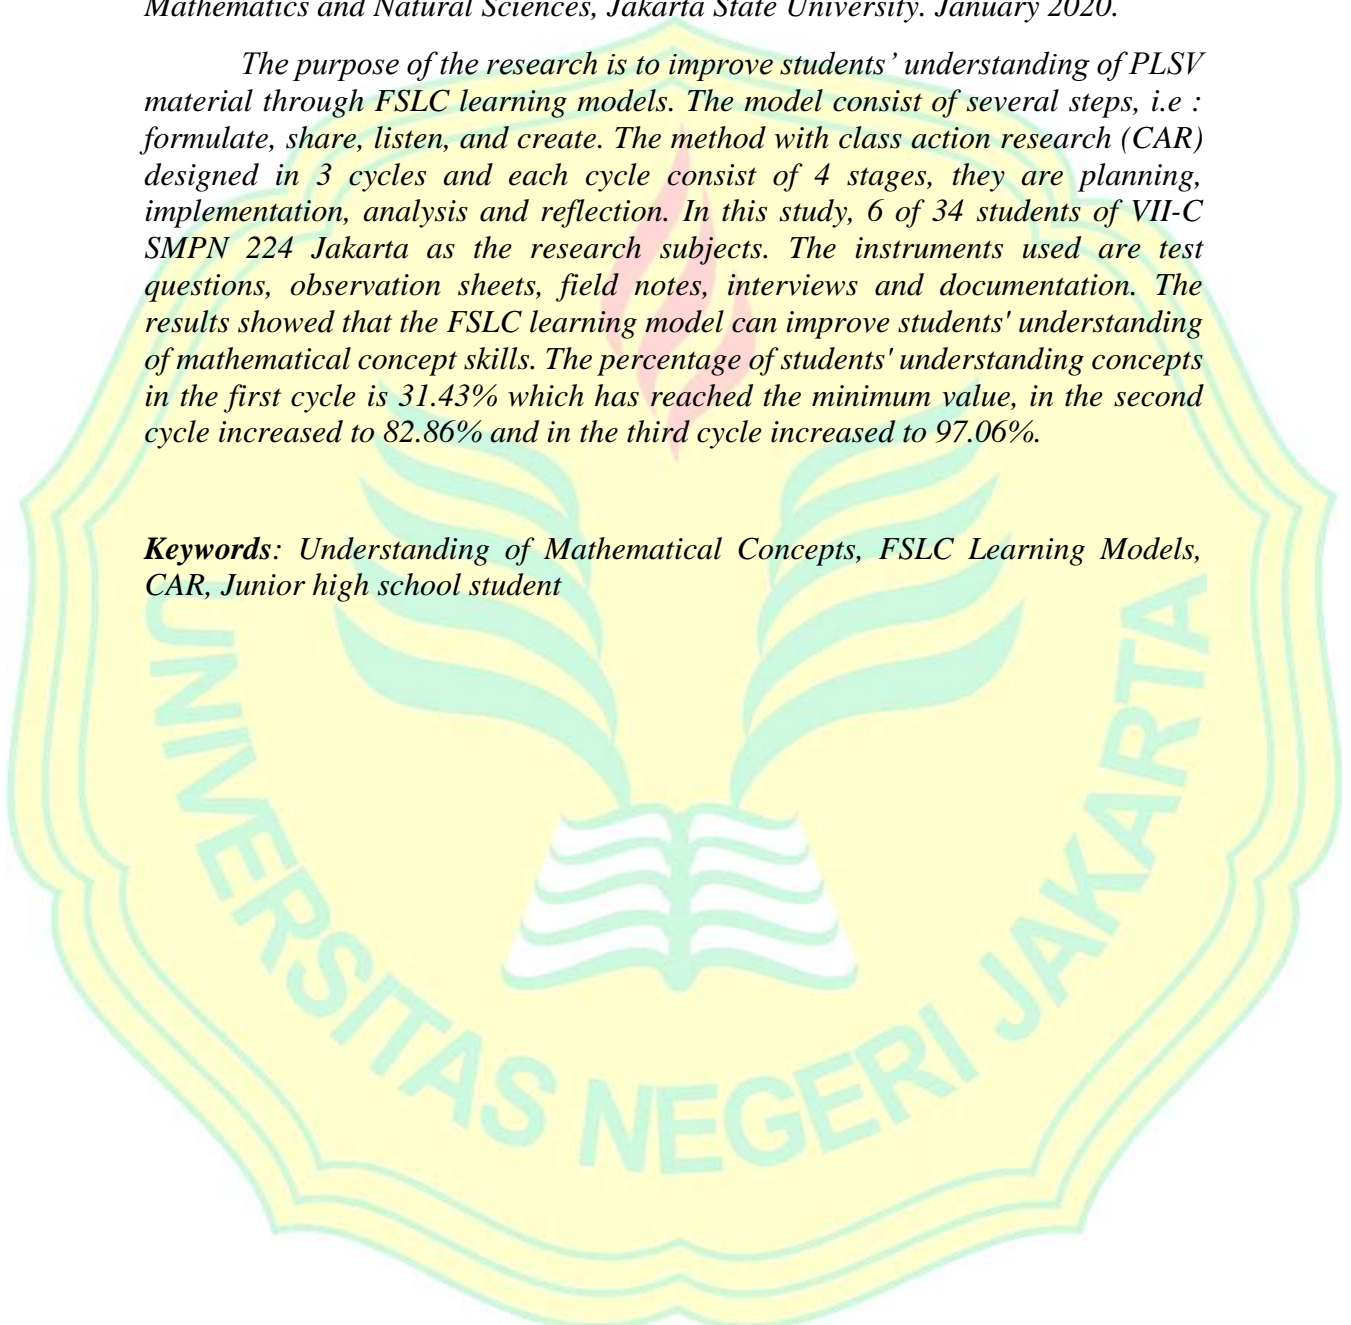 Mathematics and Natural Sciences, Jakarta State University. January 2020.
The purpose of the research is to improve students’ understanding of PLSV
material through FSLC learning models. The model consist of several steps, i.e :
formulate, share, listen, and create. The method with class action research (CAR)
designed in 3 cycles and each cycle consist of 4 stages, they are planning,
implementation, analysis and reflection. In this study, 6 of 34 students of VII-C
SMPN 224 Jakarta as the research subjects. The instruments used are test
questions, observation sheets, field notes, interviews and documentation. The
results showed that the FSLC learning model can improve students' understanding
of mathematical concept skills. The percentage of students' understanding concepts
in the first cycle is 31.43% which has reached the minimum value, in the second
cycle increased to 82.86% and in the third cycle increased to 97.06%.
Keywords: Understanding of Mathematical Concepts, FSLC Learning Models,
CAR, Junior high school student
UNIVERSITAS NEGERI JAKARTA